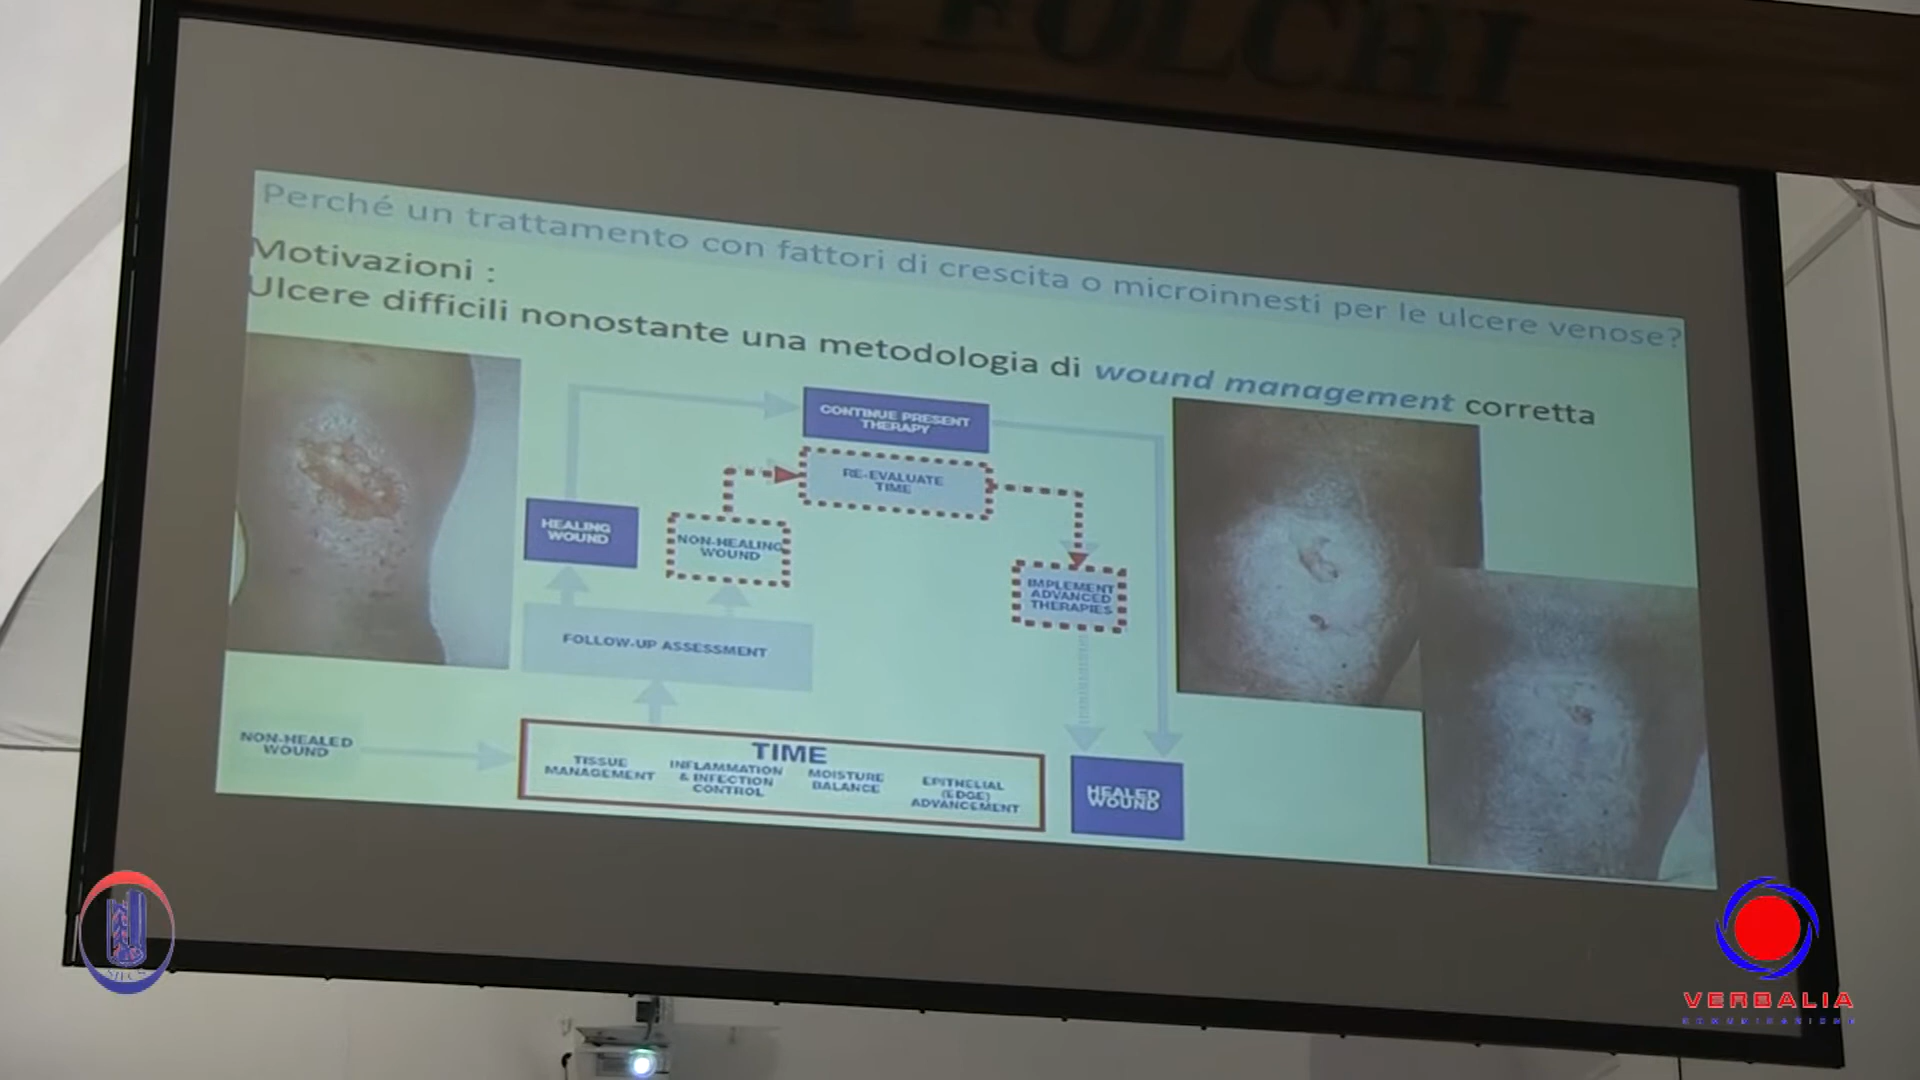 FOLCHI
Perché un trattamento con fattori di crescita o microinnesti per le ulcere venose?
Motivazioni :
Ulcere difficili nonostante una metodologia di wound management corretta
CONTINUE PRESENT
THERAPY
RE-EVALUATE
TIME
HEALING
WOUND
NON-HEALING
WOUND
IMPLEMENT
ADVANCED
THERAPIES
FOLLOW-UP ASSESSMENT
NON-HEALED
WOUND
TIME
TISSUE
MANAGEMENT
INFLAMMATION
& INFECTION
CONTROL
MOISTURE
BALANCE
EPITHELIAL
(EDGE)
ADVANCEMENT
HEALED
WOUND
VERBALIA
COMUNICAZIONE